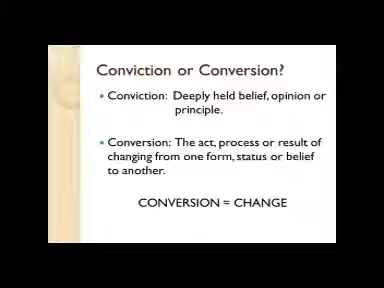 Conviction or Conversion?
• Conviction: Deeply held belief, opinion or
principle.
• Conversion: The act, process or result of
changing from one form, status or belief
to another.
CONVERSION = CHANGE